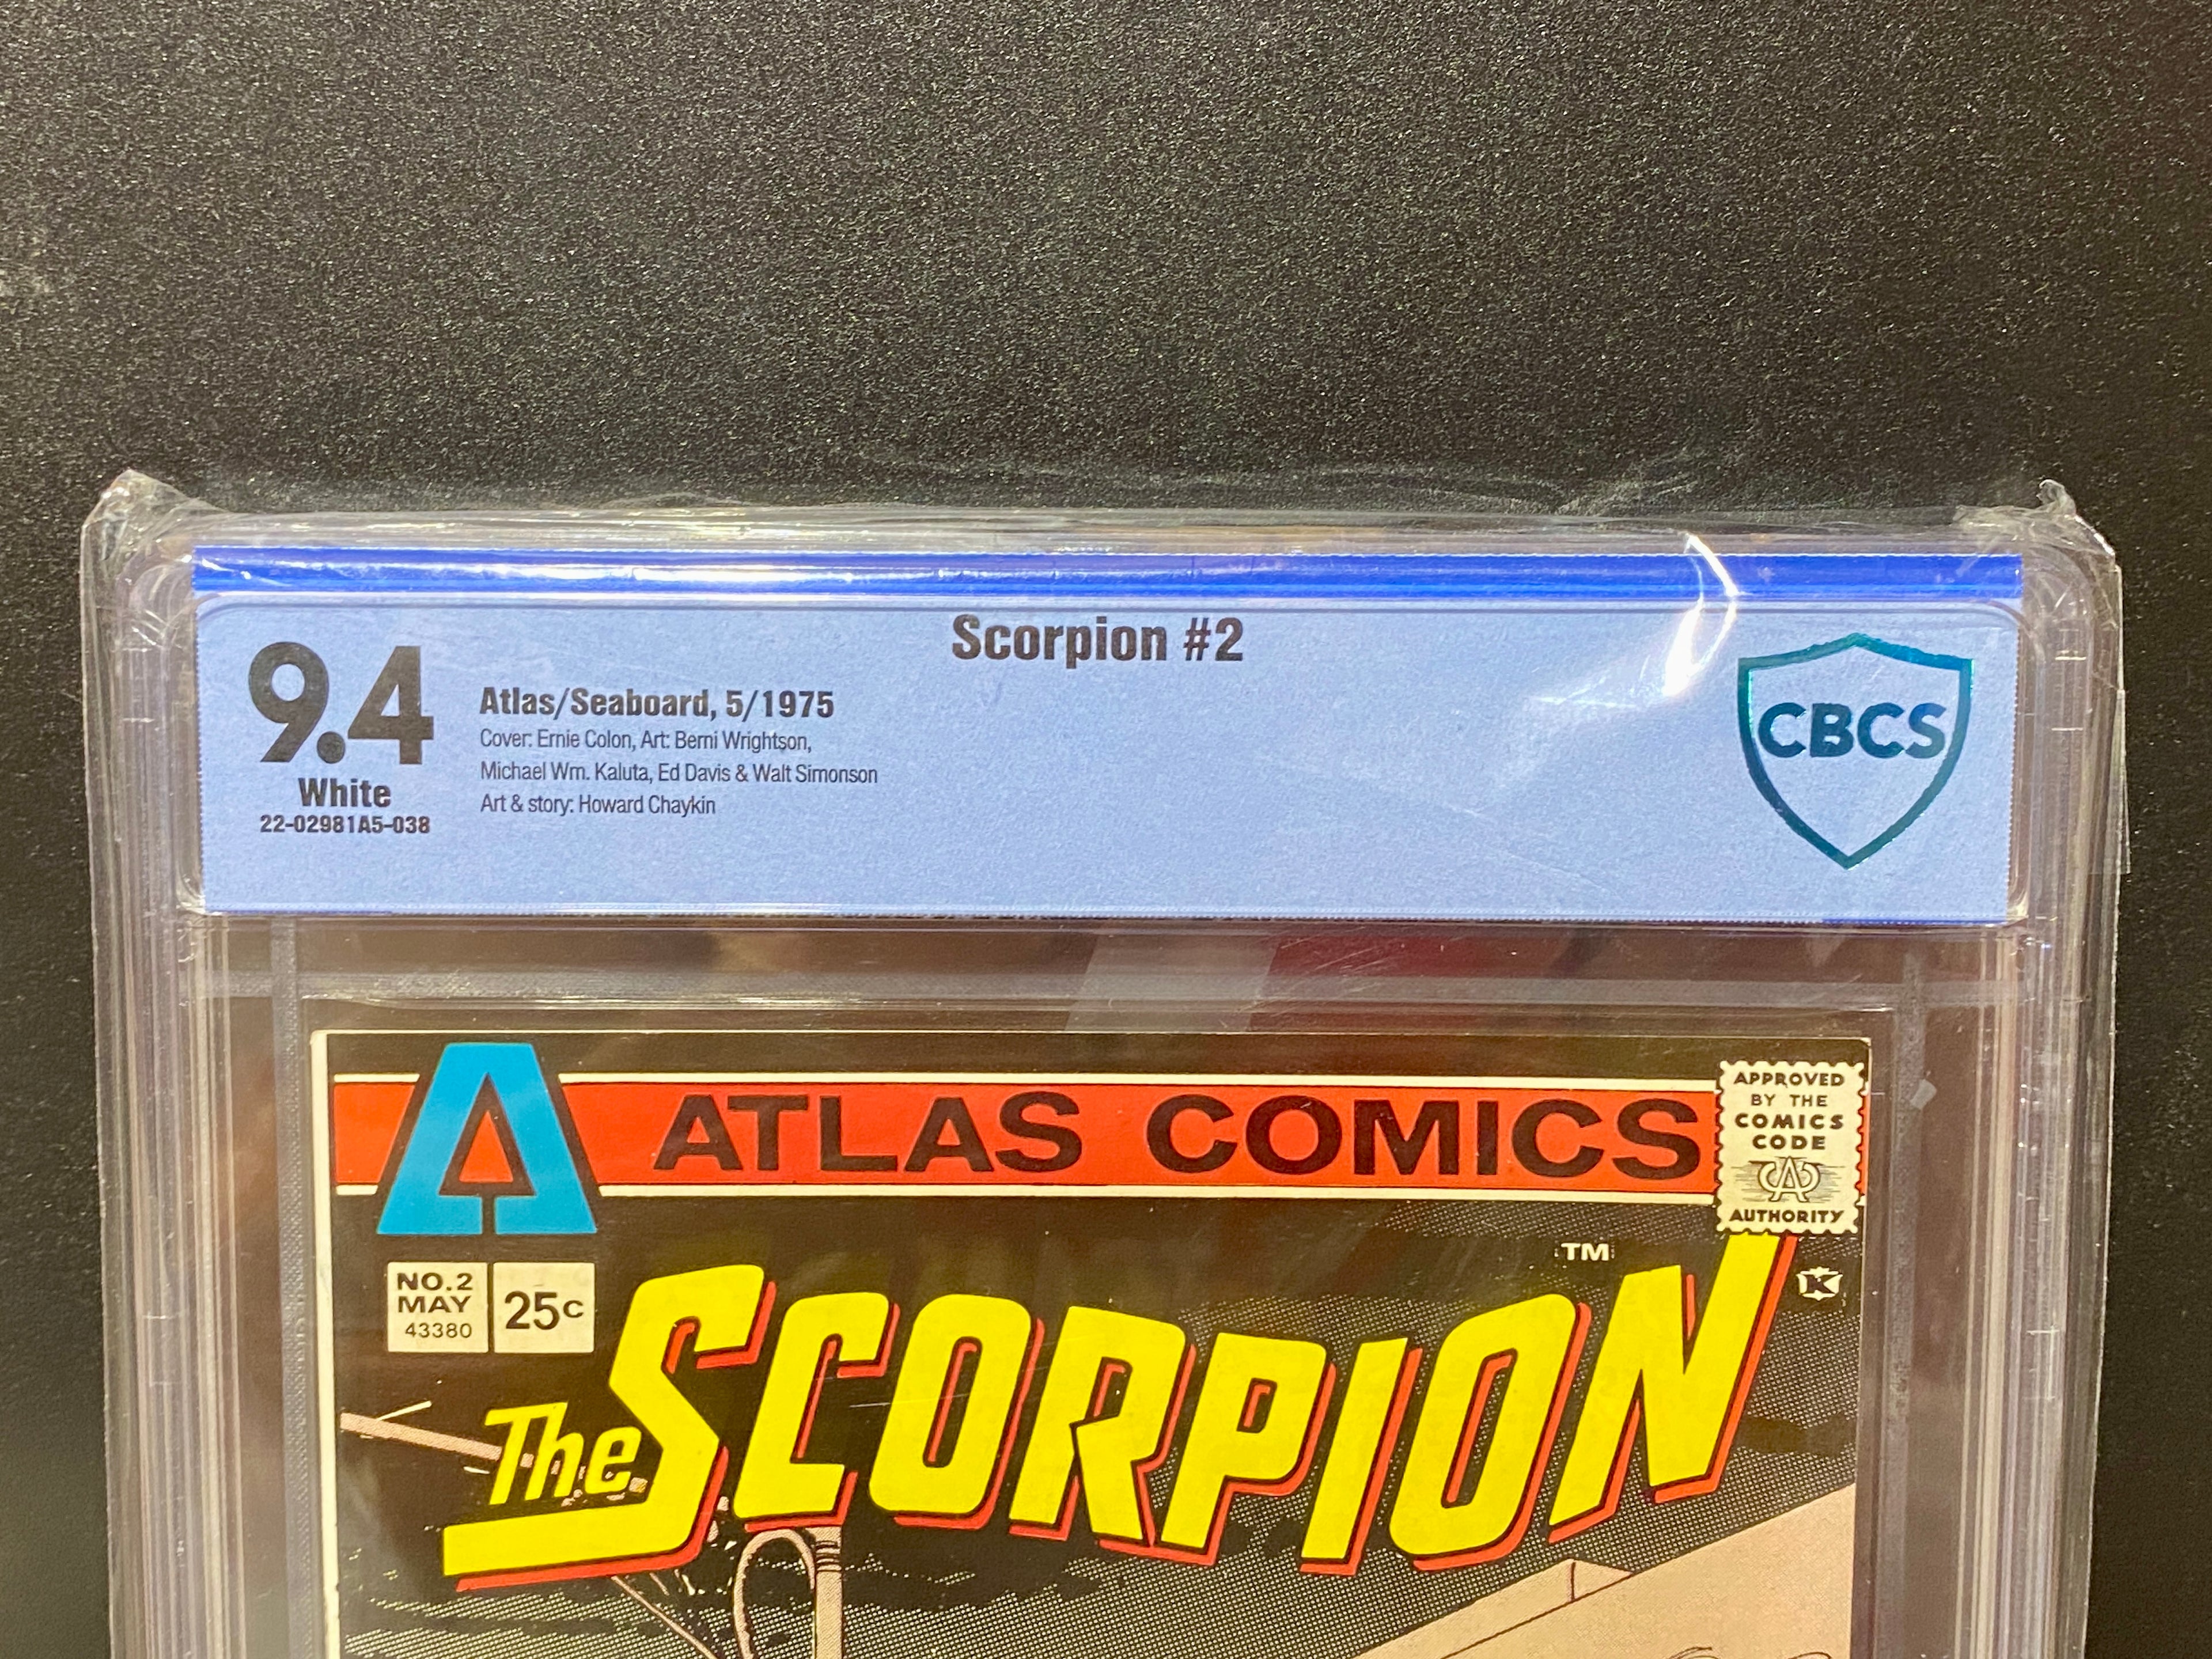 Scorpion #2
9.4
White
22-02981A5-038
Atlas/Seaboard, 5/1975
Cover: Ernie Colon, Art: Berni Wrightson,
Michael Wm. Kaluta, Ed Davis & Walt Simonson
Art & story: Howard Chaykin
CBCS
A
ATLAS COMICS
APPROVED
BY THE
COMICS
CODE
CA
AUTHORITY
NO.2
MAY
43380
25c
TM
K
The SCORPION